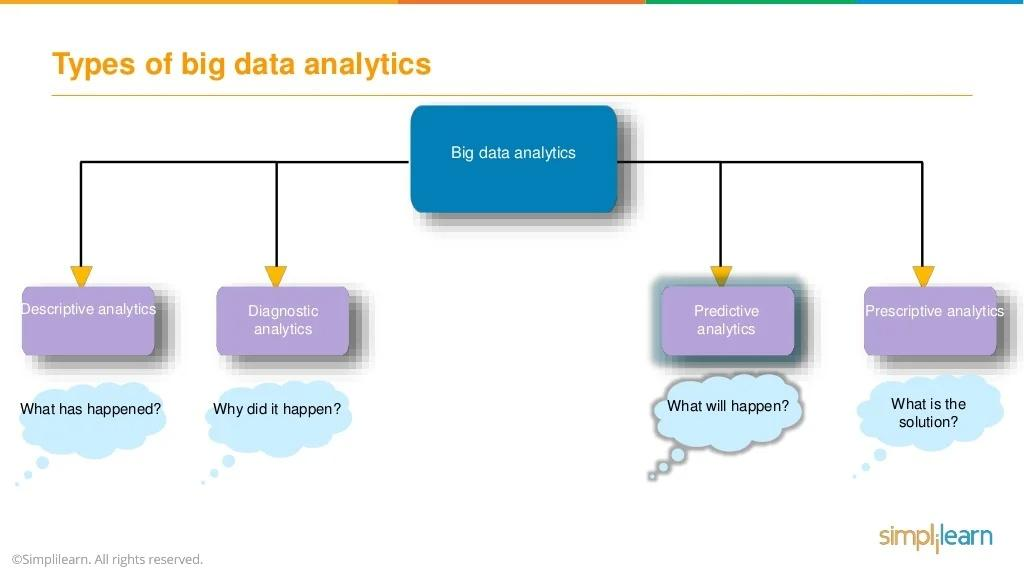 Types of big data analytics
Big data analytics
Descriptive analytics
Diagnostic
analytics
Predictive
analytics
Prescriptive analytics
What has happened?
Why did it happen?
What will happen?
What is the
solution?
simplilearn
©Simplilearn. All rights reserved.